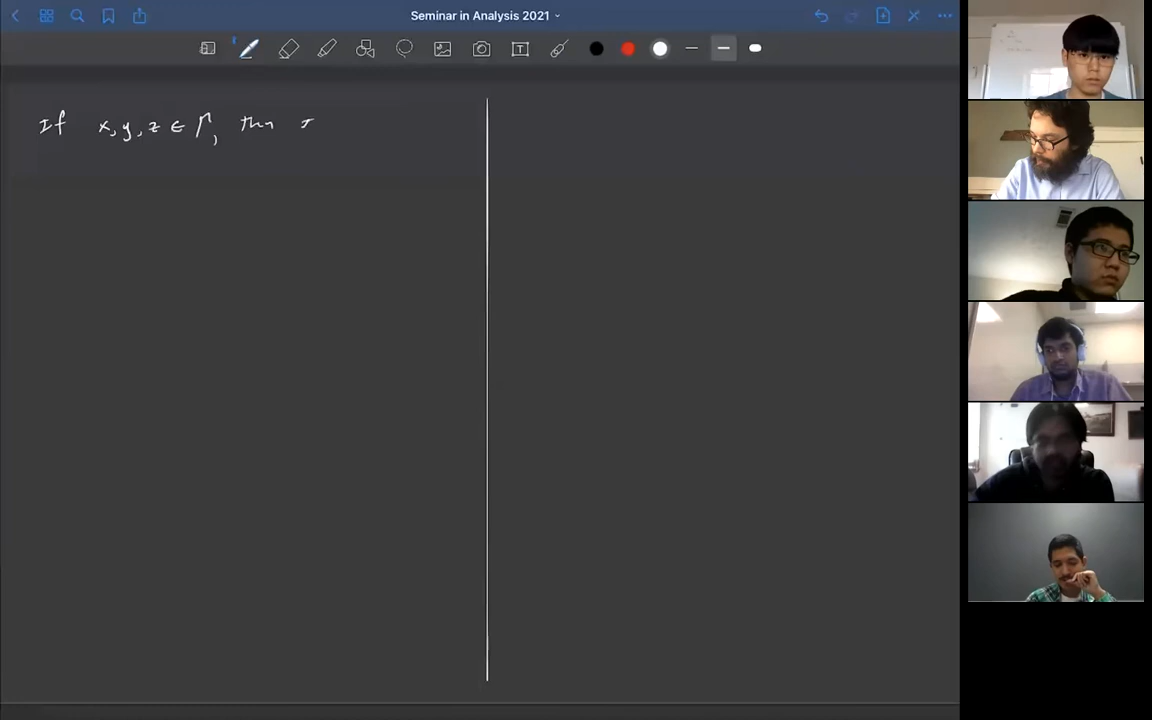 Seminar in Analysis 2021
If x, y, z ∈ Γ, then